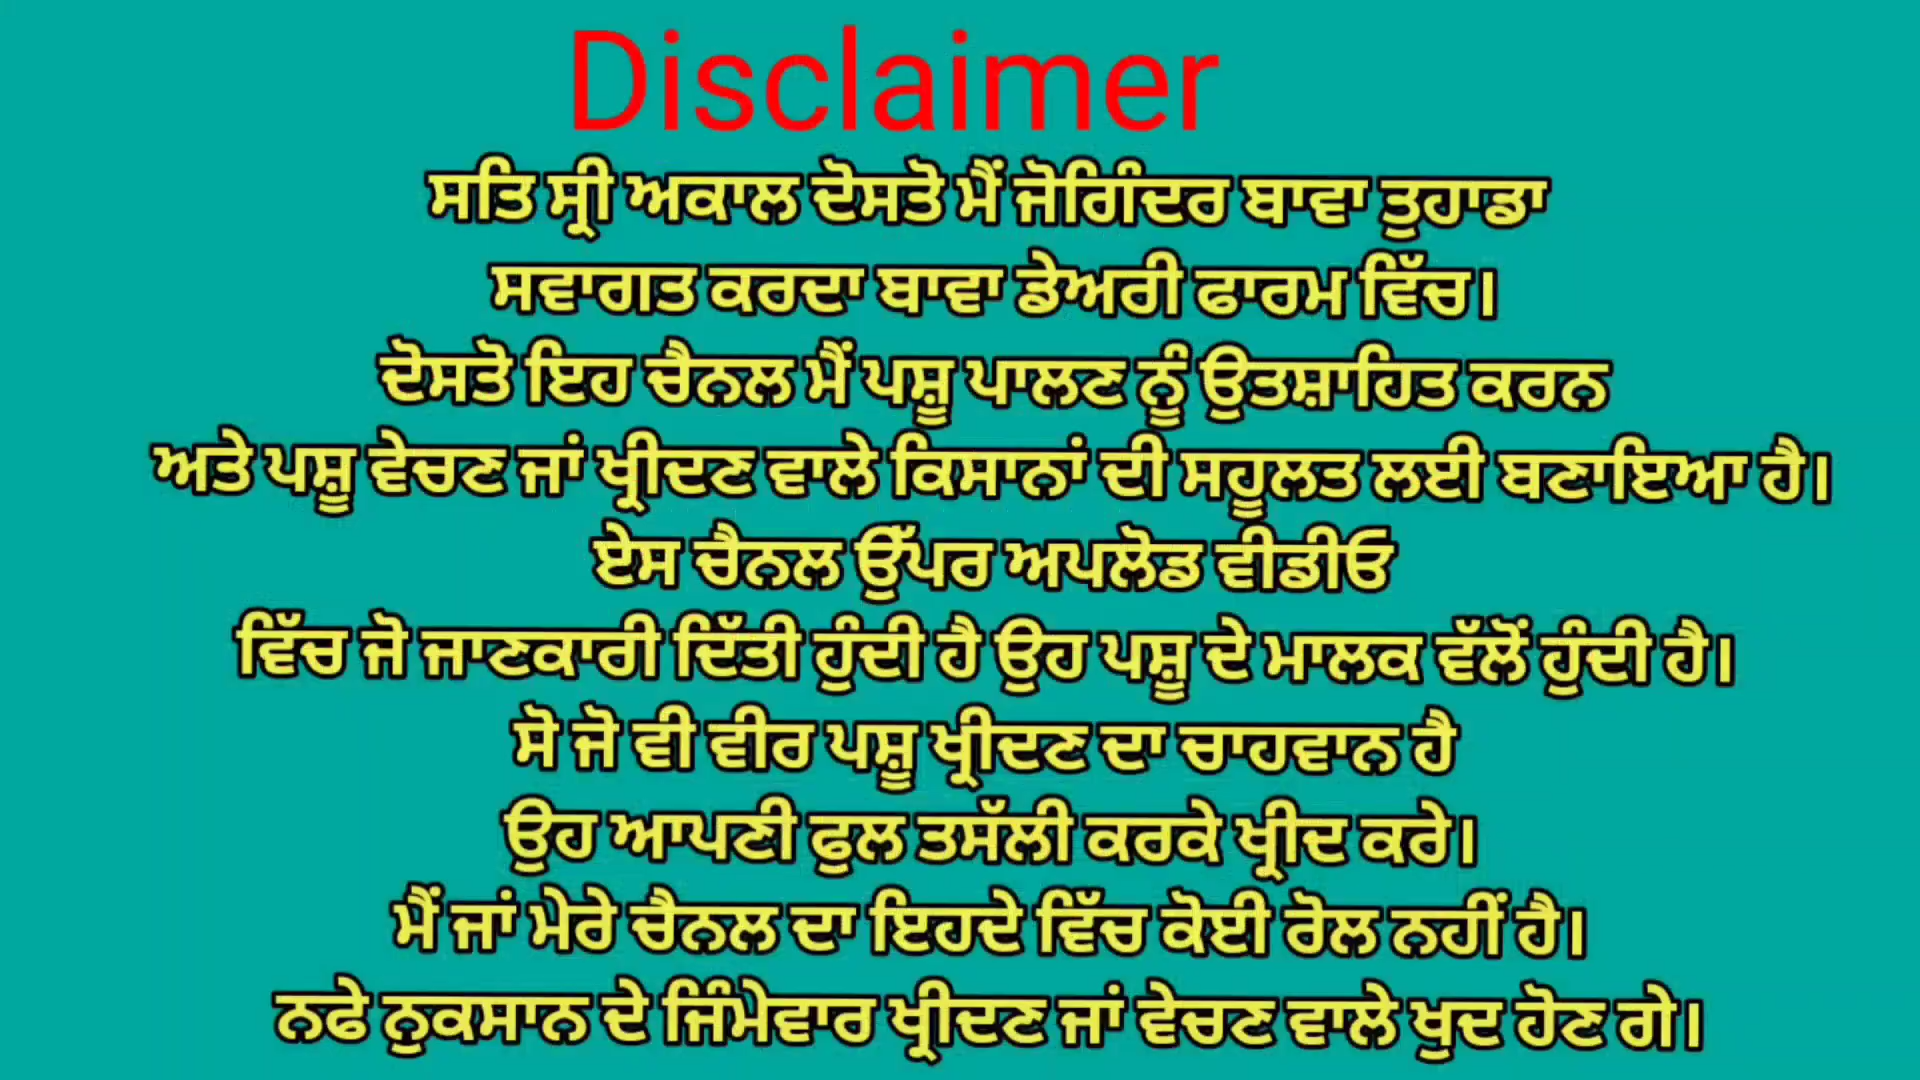 Disclaimer
ਸਤਿ ਸ੍ਰੀ ਅਕਾਲ ਦੋਸਤੋ ਮੈਂ ਜੋਗਿੰਦਰ ਬਾਵਾ ਤੁਹਾਡਾ
ਸਵਾਗਤ ਕਰਦਾ ਬਾਵਾ ਡੇਅਰੀ ਫਾਰਮ ਵਿੱਚ।
ਦੋਸਤੋ ਇਹ ਚੈਨਲ ਮੈਂ ਪਸ਼ੂ ਪਾਲਣ ਨੂੰ ਉਤਸ਼ਾਹਿਤ ਕਰਨ
ਅਤੇ ਪਸ਼ੂ ਵੇਚਣ ਜਾਂ ਖ੍ਰੀਦਣ ਵਾਲੇ ਕਿਸਾਨਾਂ ਦੀ ਸਹੂਲਤ ਲਈ ਬਣਾਇਆ ਹੈ।
ਏਸ ਚੈਨਲ ਉੱਪਰ ਅਪਲੋਡ ਵੀਡੀਓ
ਵਿੱਚ ਜੋ ਜਾਣਕਾਰੀ ਦਿੱਤੀ ਹੁੰਦੀ ਹੈ ਉਹ ਪਸ਼ੂ ਦੇ ਮਾਲਕ ਵੱਲੋਂ ਹੁੰਦੀ ਹੈ।
ਸੋ ਜੋ ਵੀ ਵੀਰ ਪਸ਼ੂ ਖ੍ਰੀਦਣ ਦਾ ਚਾਹਵਾਨ ਹੈ
ਉਹ ਆਪਣੀ ਫੁਲ ਤਸੱਲੀ ਕਰਕੇ ਖ੍ਰੀਦ ਕਰੇ।
ਮੈਂ ਜਾਂ ਮੇਰੇ ਚੈਨਲ ਦਾ ਇਹਦੇ ਵਿੱਚ ਕੋਈ ਰੋਲ ਨਹੀਂ ਹੈ।
ਨਫੇ ਨੁਕਸਾਨ ਦੇ ਜਿੰਮੇਵਾਰ ਖ੍ਰੀਦਣ ਜਾਂ ਵੇਚਣ ਵਾਲੇ ਖੁਦ ਹੋਣ ਗੇ।